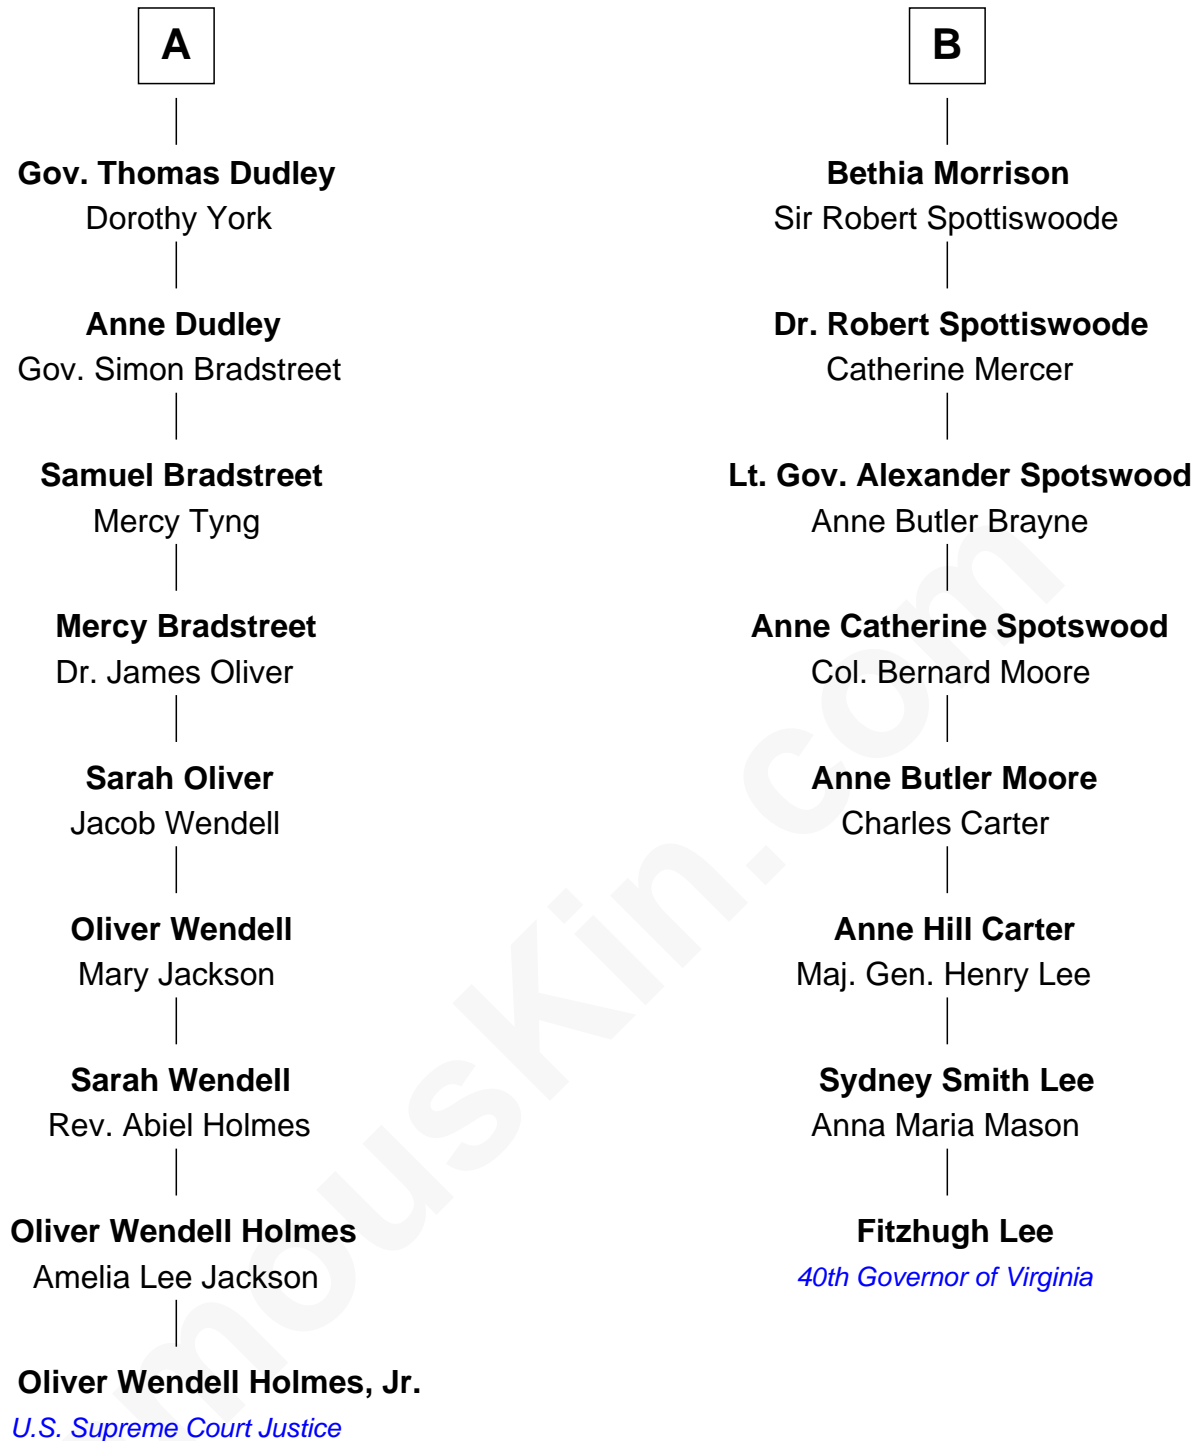 A
Gov. Thomas Dudley
Dorothy York
Anne Dudley
Gov. Simon Bradstreet
Samuel Bradstreet
Mercy Tyng
Mercy Bradstreet
Dr. James Oliver
Sarah Oliver
Jacob Wendell
Oliver Wendell
Mary Jackson
Sarah Wendell
Rev. Abiel Holmes
Oliver Wendell Holmes
Amelia Lee Jackson
Oliver Wendell Holmes, Jr.
U.S. Supreme Court Justice
B
Bethia Morrison
Sir Robert Spottiswoode
Dr. Robert Spottiswoode
Catherine Mercer
Lt. Gov. Alexander Spotswood
Anne Butler Brayne
Anne Catherine Spotswood
Col. Bernard Moore
Anne Butler Moore
Charles Carter
Anne Hill Carter
Maj. Gen. Henry Lee
Sydney Smith Lee
Anna Maria Mason
Fitzhugh Lee
40th Governor of Virginia
mouskin.com